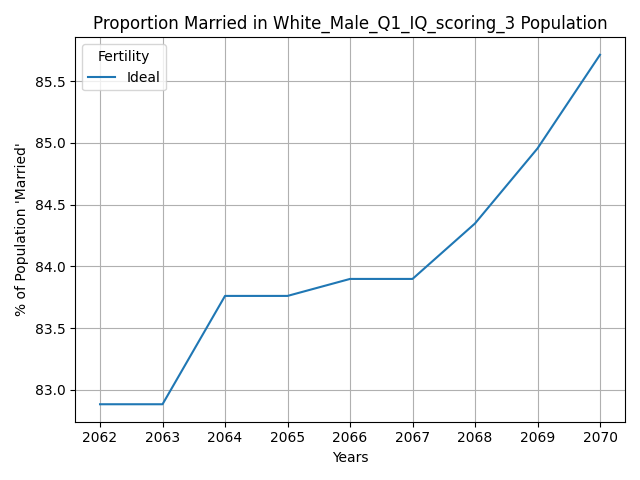 Proportion Married in White_Male_Q1_IQ_scoring_3 Population
Fertility
Ideal
% of Population 'Married'
85.5
85.0
84.5
84.0
83.5
83.0
2062 2063 2064 2065 2066 2067 2068 2069 2070
Years